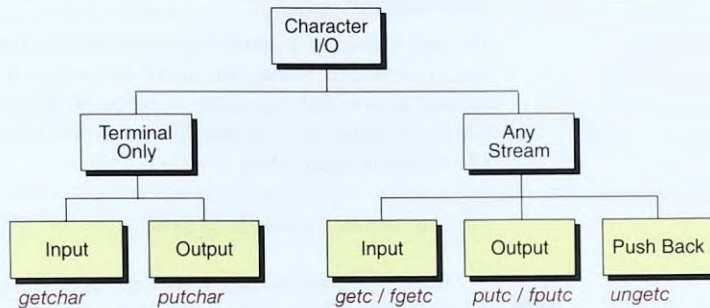 Character
I/O
Terminal
Only
Any
Stream
Input
Output
Input
Output
Push Back
getchar
putchar
getc / fgetc
putc / fputc
ungetc